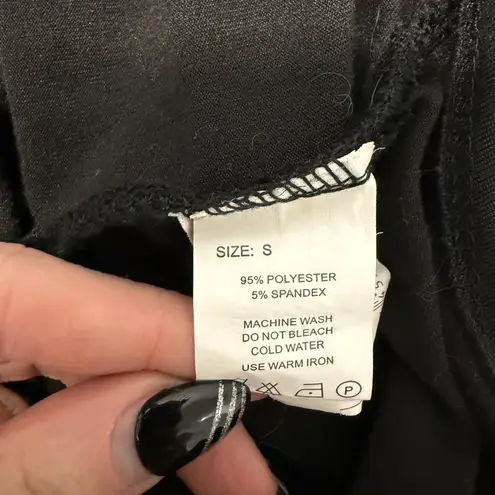 SIZE: S
95% POLYESTER
5% SPANDEX
MACHINE WASH
DO NOT BLEACH
COLD WATER
USE WARM IRON
P